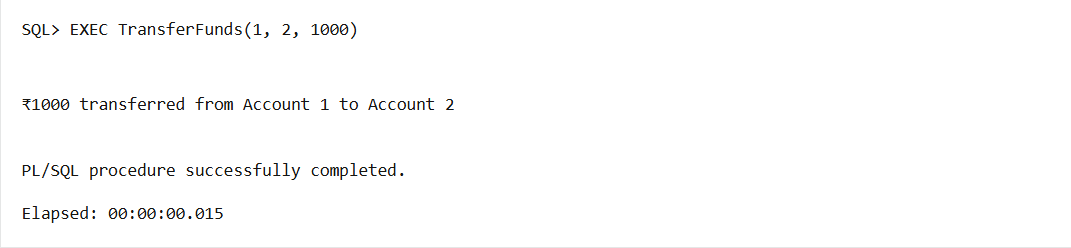 SQL> EXEC TransferFunds(1, 2, 1000)
₹1000 transferred from Account 1 to Account 2
PL/SQL procedure successfully completed.
Elapsed: 00:00:00.015